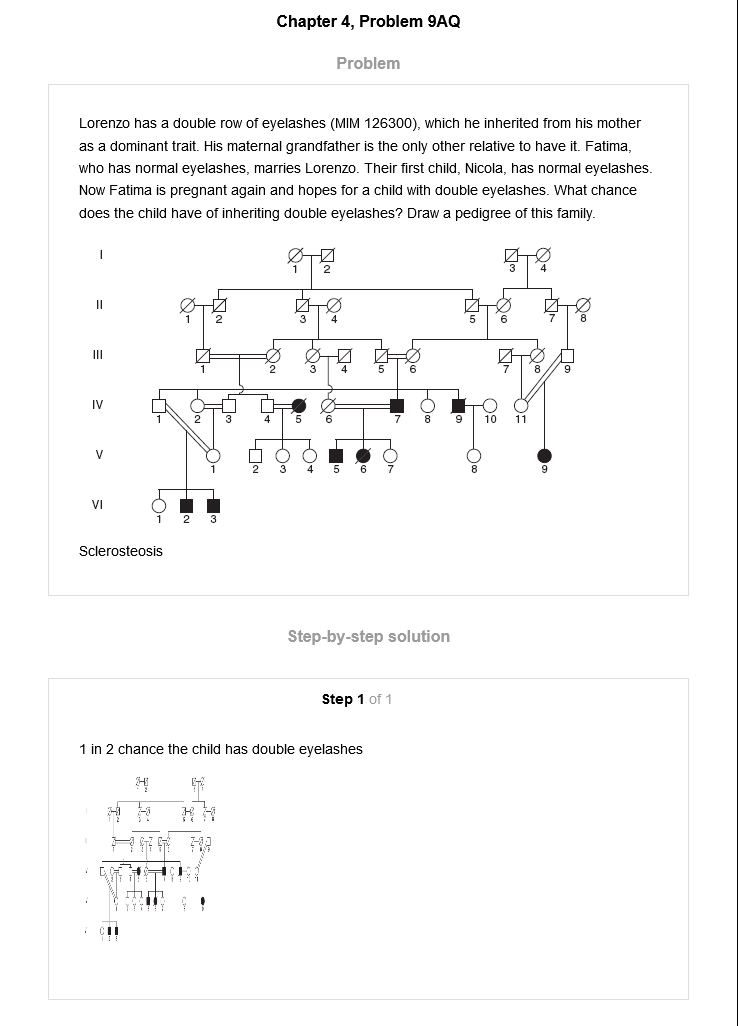 Chapter 4, Problem 9AQ
Problem
Lorenzo has a double row of eyelashes (MIM 126300), which he inherited from his mother
as a dominant trait. His maternal grandfather is the only other relative to have it. Fatima,
who has normal eyelashes, marries Lorenzo. Their first child, Nicola, has normal eyelashes.
Now Fatima is pregnant again and hopes for a child with double eyelashes. What chance
does the child have of inheriting double eyelashes? Draw a pedigree of this family.
I
1 2 3 4
II
1 2 3 4 5 6 7 8
III
1 2 3 4 5 6 7 8 9
IV
1 2 3 4 5 6 7 8 9 10 11
V
1 2 3 4 5 6 7 8 9
VI
1 2 3
Sclerosteosis
Step-by-step solution
Step 1 of 1
1 in 2 chance the child has double eyelashes